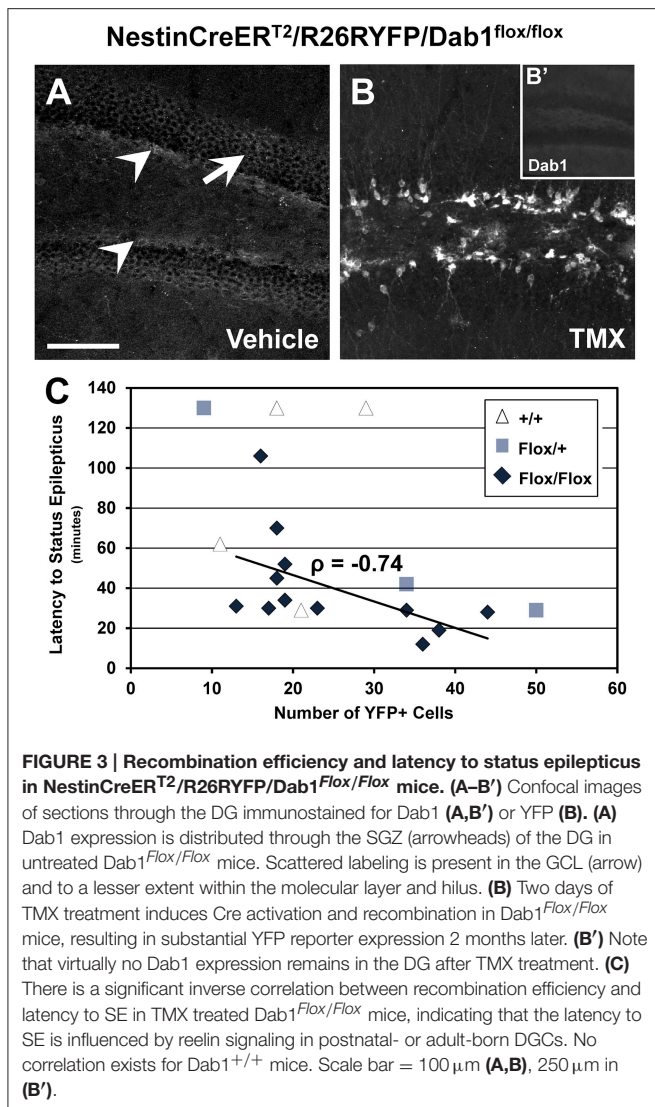 NestinCreERT2/R26RYFP/Dab1flox/flox
A
Vehicle
B
B′
Dab1
TMX
C
Latency to Status Epilepticus
(minutes)
140
120
100
80
60
40
20
0
+/+
Flox/+
Flox/Flox
ρ = -0.74
0
10
20
30
40
50
60
Number of YFP+ Cells
FIGURE 3 | Recombination efficiency and latency to status epilepticus
in NestinCreERT2/R26RYFP/Dab1Flox/Flox mice. (A–B′) Confocal images
of sections through the DG immunostained for Dab1 (A,B′) or YFP (B). (A)
Dab1 expression is distributed through the SGZ (arrowheads) of the DG in
untreated Dab1Flox/Flox mice. Scattered labeling is present in the GCL (arrow)
and to a lesser extent within the molecular layer and hilus. (B) Two days of
TMX treatment induces Cre activation and recombination in Dab1Flox/Flox
mice, resulting in substantial YFP reporter expression 2 months later. (B′) Note
that virtually no Dab1 expression remains in the DG after TMX treatment. (C)
There is a significant inverse correlation between recombination efficiency and
latency to SE in TMX treated Dab1Flox/Flox mice, indicating that the latency to
SE is influenced by reelin signaling in postnatal- or adult-born DGCs. No
correlation exists for Dab1+/+ mice. Scale bar = 100 μm (A,B), 250 μm in
(B′).